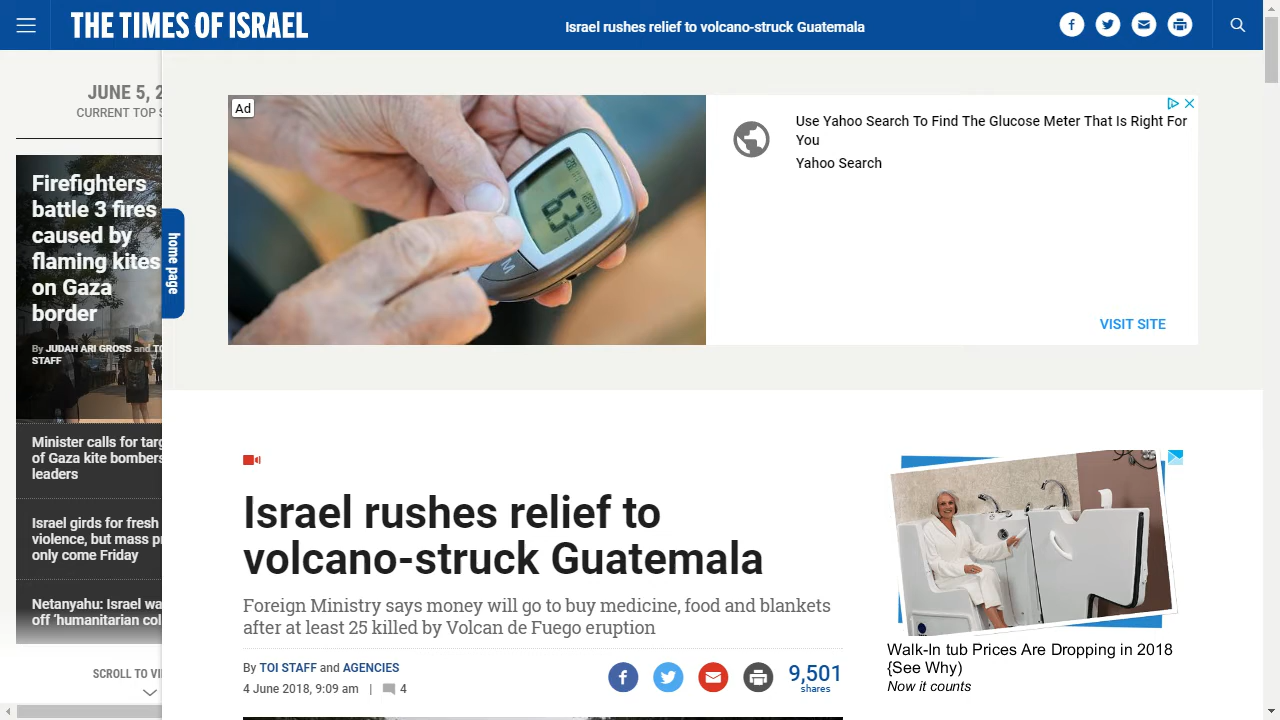 THE TIMES OF ISRAEL
Israel rushes relief to volcano-struck Guatemala
JUNE 5, 2
CURRENT TOP S
Firefighters
battle 3 fires
caused by
flaming kites
on Gaza
border
By JUDAH ARI GROSS and TO
STAFF
Minister calls for targ
of Gaza kite bombers
leaders
Israel girds for fresh
violence, but mass pr
only come Friday
Netanyahu: Israel wa
off 'humanitarian col
SCROLL TO VI
home page
Ad
63
M
Use Yahoo Search To Find The Glucose Meter That Is Right For
You
Yahoo Search
VISIT SITE
Israel rushes relief to
volcano-struck Guatemala
Foreign Ministry says money will go to buy medicine, food and blankets
after at least 25 killed by Volcan de Fuego eruption
By TOI STAFF and AGENCIES
4 June 2018, 9:09 am | 4
9,501
shares
Walk-In tub Prices Are Dropping in 2018
{See Why)
Now it counts